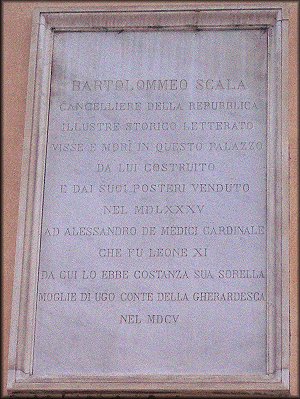 BARTOLOMMEO SCALA
CANCELLIERE DELLA REPUBBLICA
ILLUSTRE STORICO LETTERATO
VISSE E MORÌ IN QUESTO PALAZZO
DA LUÍ COSTRUITO
E DAI SUOI POSTERI VENDUTO
NEL MDLXXXV
AD ALESSANDRO DE MEDICI CARDINALE
CHE FU LEONE XI
DA CUI LO EBBE COSTANZA SUA SORELLA
MOGLIE DI UGO CONTE DELLA GHERARDESCA
NEL MDCV